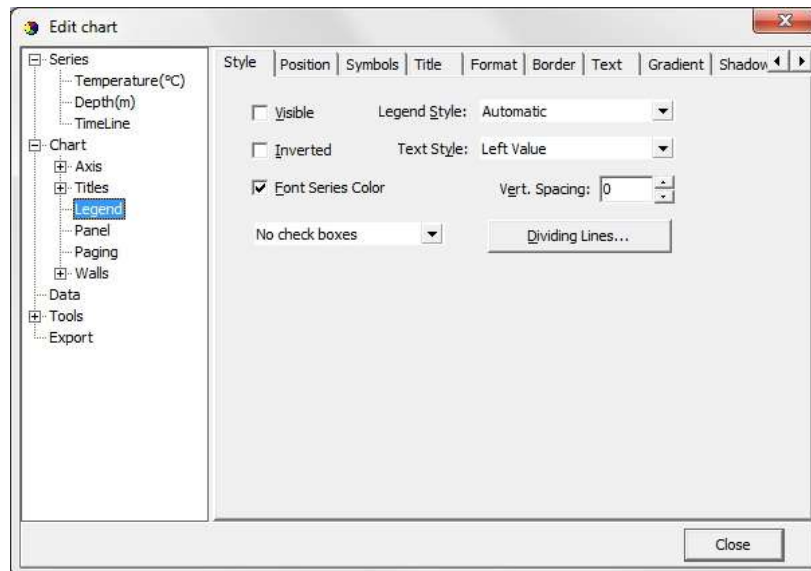 Edit chart
Series
Temperature(°C)
Depth(m)
TimeLine
Chart
Axis
Titles
Legend
Panel
Paging
Walls
Data
Tools
Export
Style Position Symbols Title Format Border Text Gradient Shadow
Visible Legend Style: Automatic
Inverted Text Style: Left Value
Font Series Color Vert. Spacing: 0
No check boxes Dividing Lines...
Close